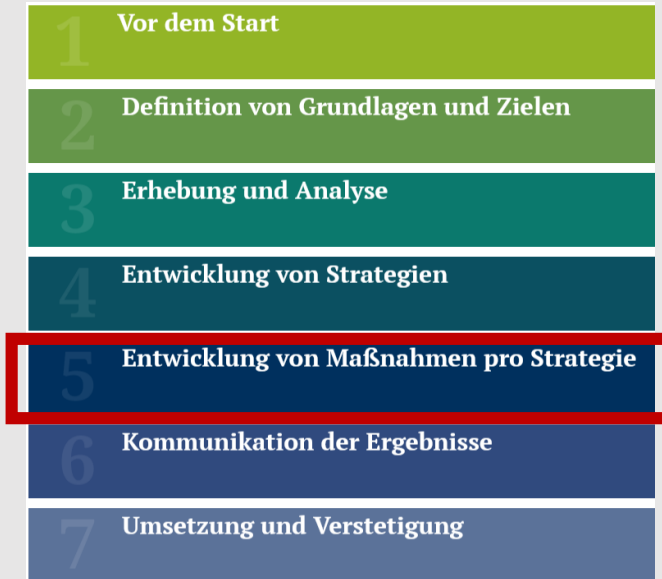 1 Vor dem Start
2 Definition von Grundlagen und Zielen
3 Erhebung und Analyse
4 Entwicklung von Strategien
5 Entwicklung von Maßnahmen pro Strategie
6 Kommunikation der Ergebnisse
7 Umsetzung und Verstetigung